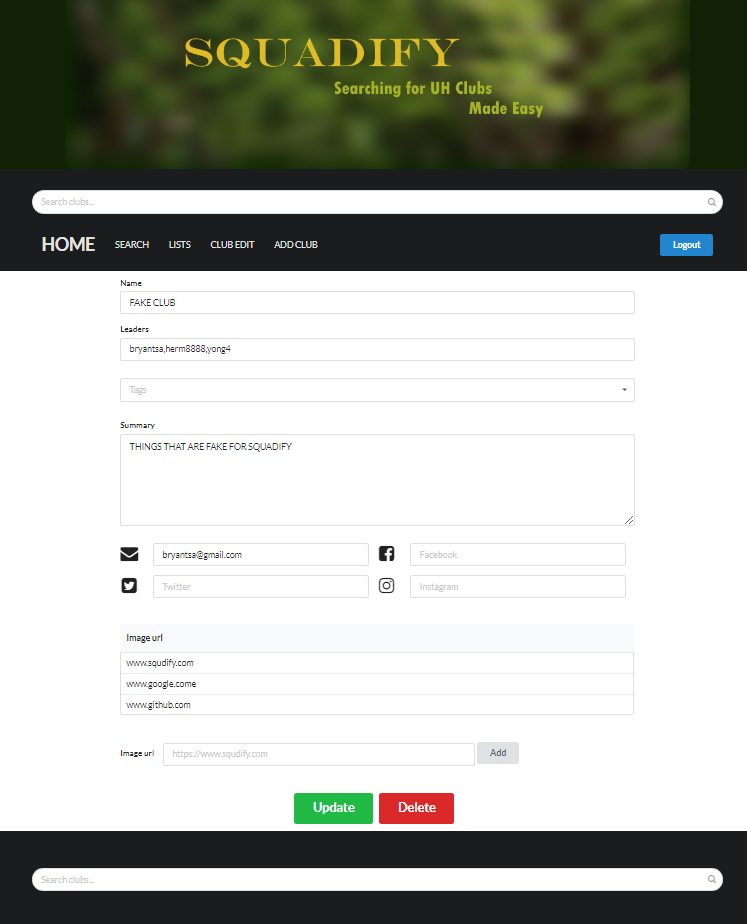 SQUADIFY
Searching for UH Clubs
Made Easy
Search clubs...
HOME SEARCH LISTS CLUB EDIT ADD CLUB Logout
Name
FAKE CLUB
Leaders
bryantsa,herm8888,yong4
Tags
Summary
THINGS THAT ARE FAKE FOR SQUADIFY
bryantsa@gmail.com Facebook
Twitter Instagram
Image url
www.squdify.com
www.google.come
www.github.com
Image url https://www.squdify.com Add
Update Delete
Search clubs...